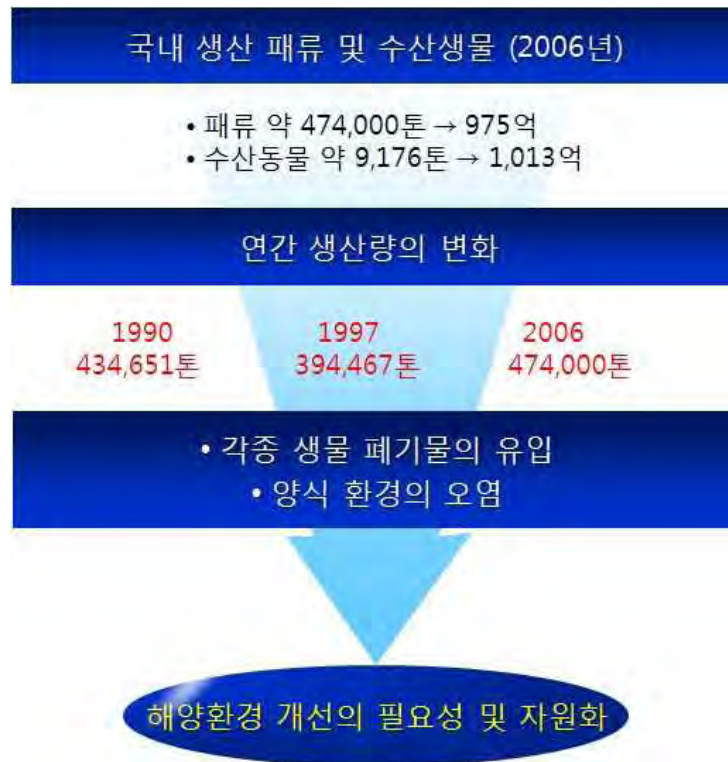 국내 생산 패류 및 수산생물 (2006년)
• 패류 약 474,000톤 → 975억
• 수산동물 약 9,176톤 → 1,013억
연간 생산량의 변화
1990 1997 2006
434,651톤 394,467톤 474,000톤
• 각종 생물 폐기물의 유입
• 양식 환경의 오염
해양환경 개선의 필요성 및 자원화